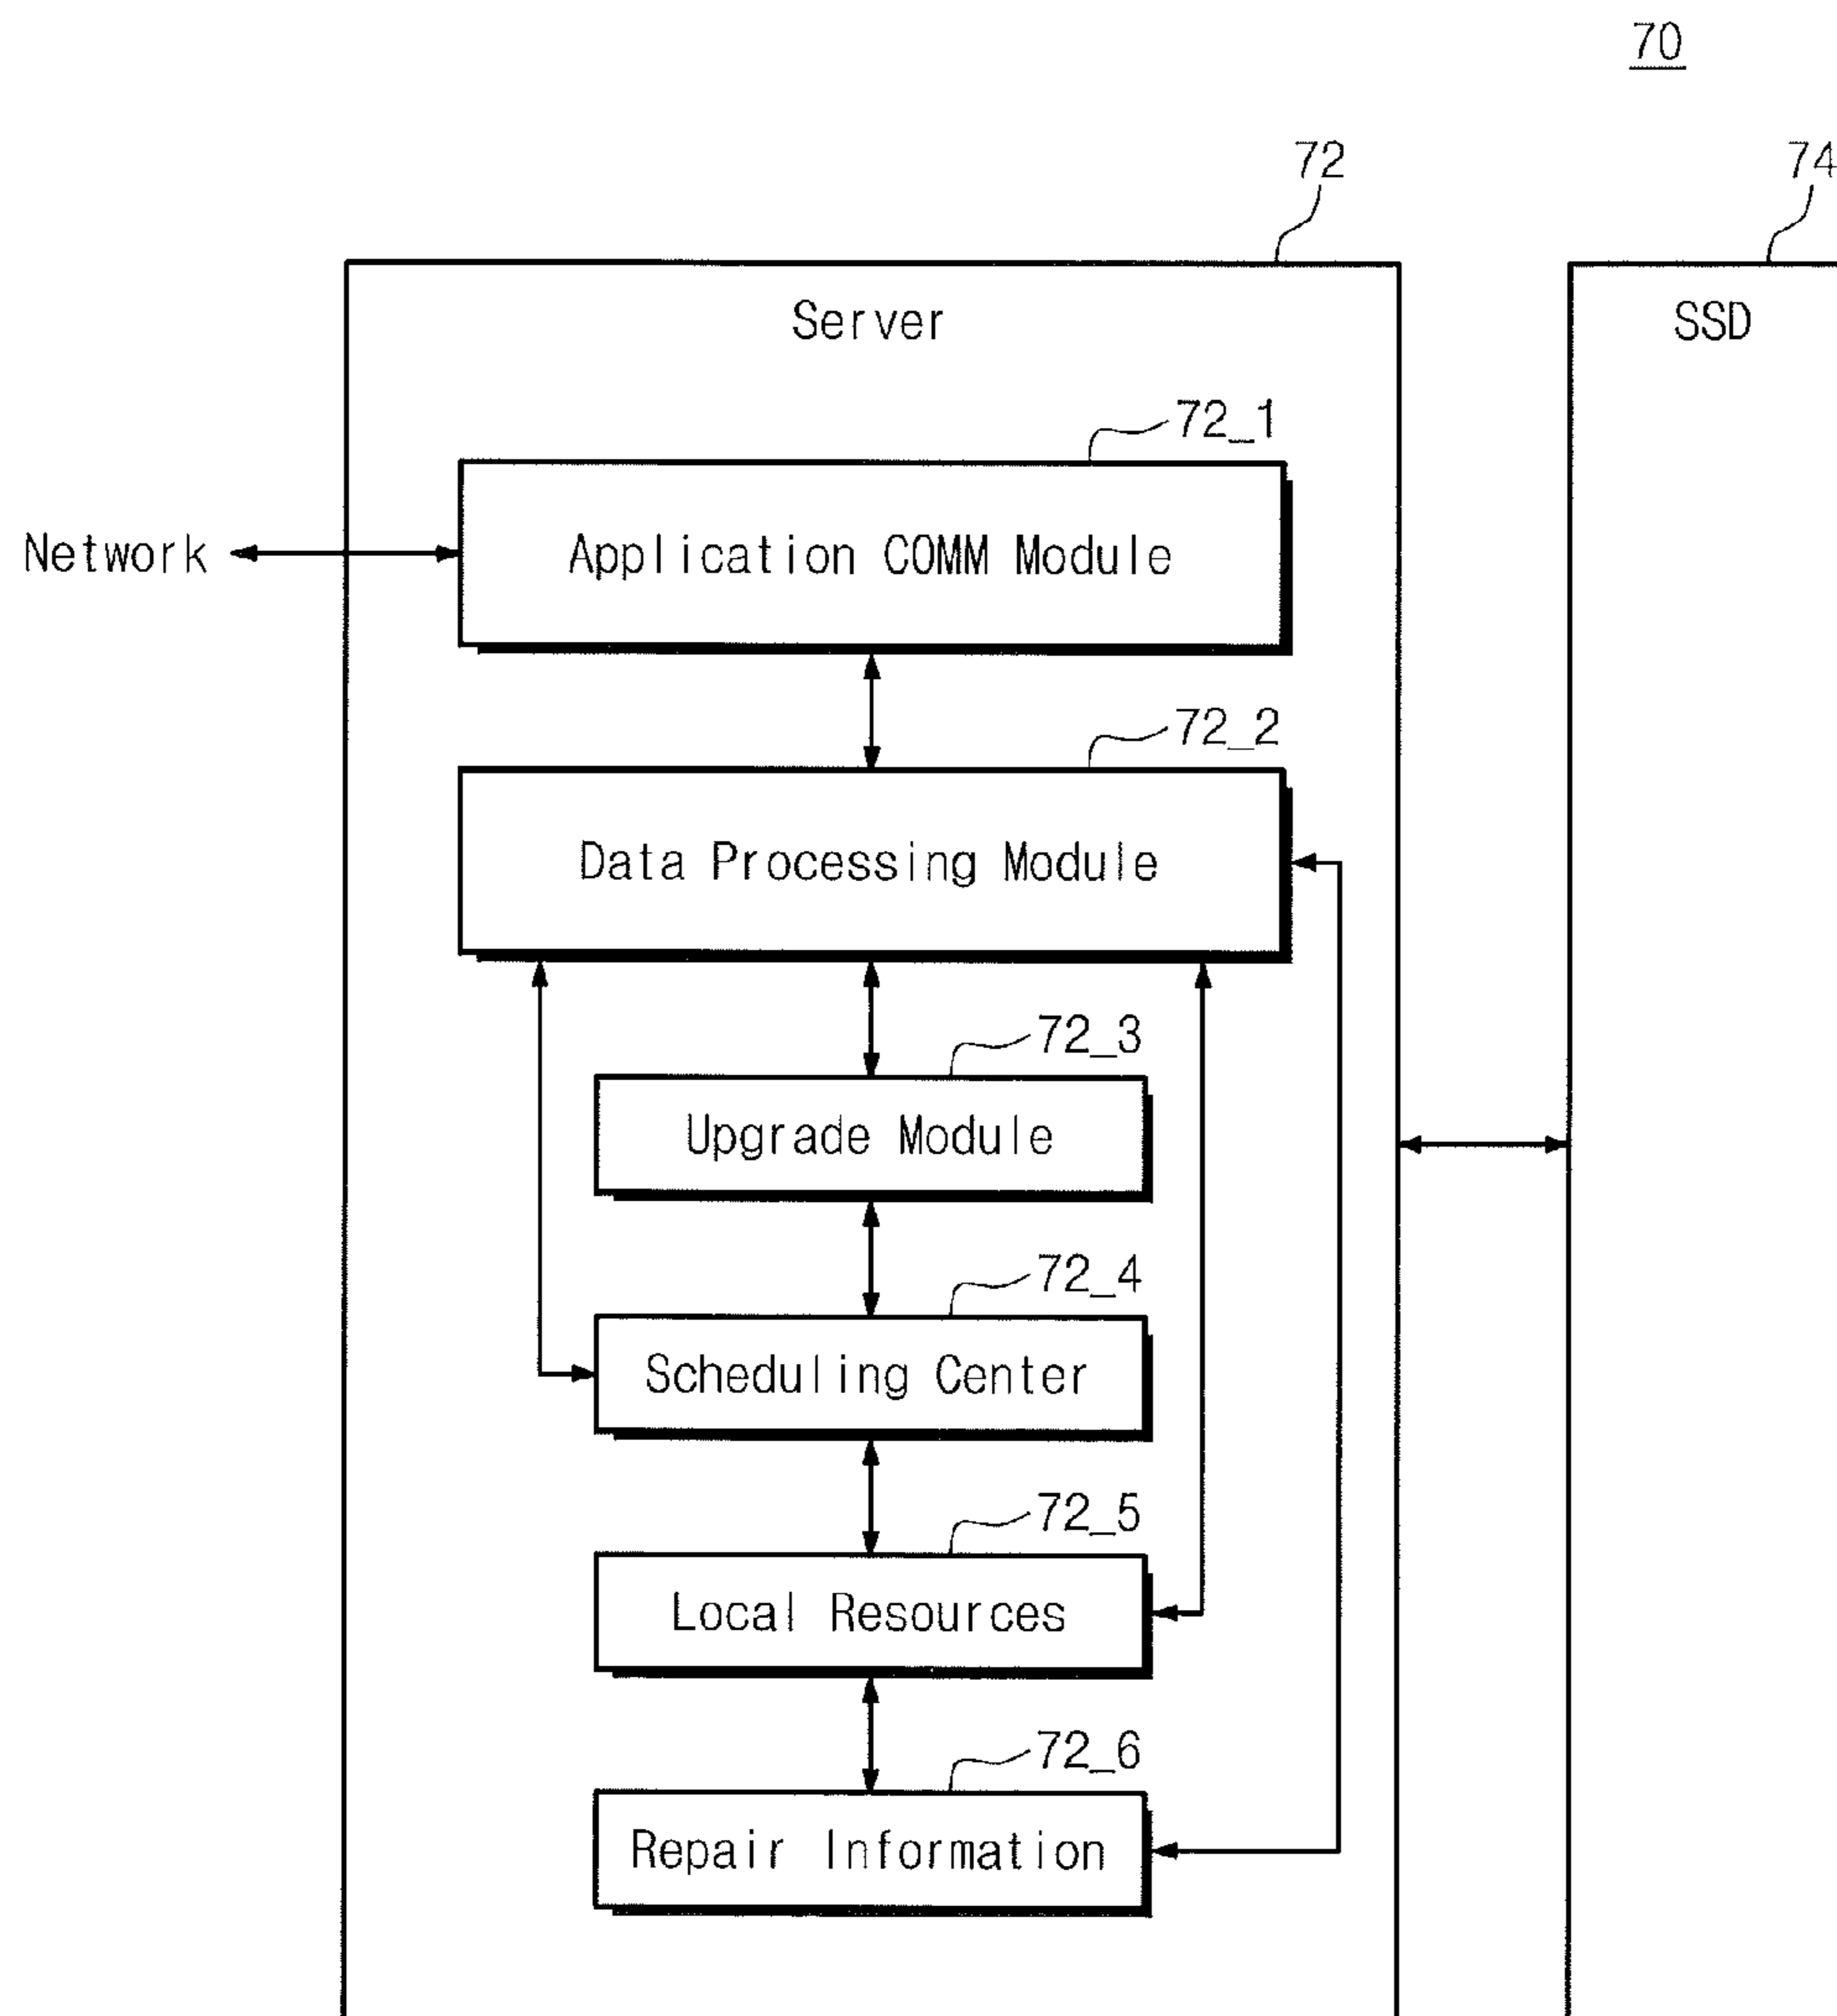 70
72
74
Server
SSD
72_1
Network
Application COMM Module
72_2
Data Processing Module
72_3
Upgrade Module
72_4
Scheduling Center
72_5
Local Resources
72_6
Repair Information